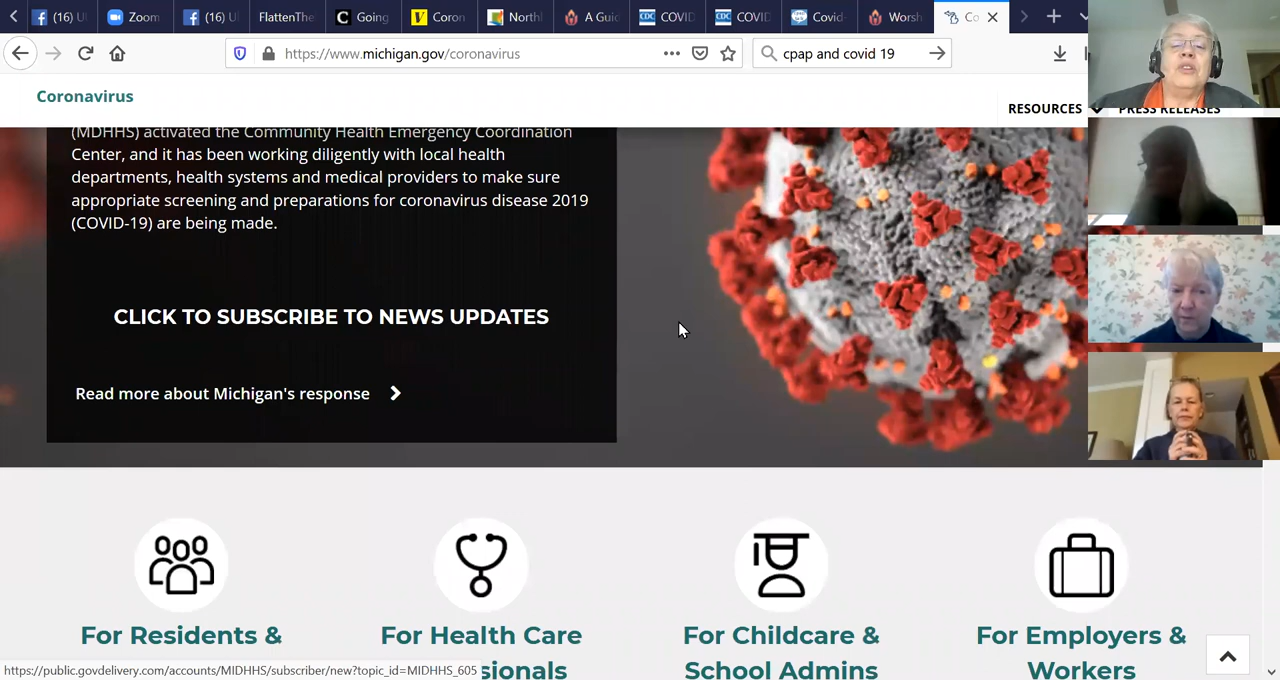 (16) U
Zoom
(16) U
FlattenThe
Going
Coron
North
A Gui
COVID
COVID
Covid-
Worsh
Co
https://www.michigan.gov/coronavirus
cpap and covid 19
Coronavirus
RESOURCES
PRESS RELEASES
(MDHHS) activated the Community Health Emergency Coordination
Center, and it has been working diligently with local health
departments, health systems and medical providers to make sure
appropriate screening and preparations for coronavirus disease 2019
(COVID-19) are being made.
CLICK TO SUBSCRIBE TO NEWS UPDATES
Read more about Michigan's response
For Residents &
For Health Care
sionals
For Childcare &
School Admins
For Employers &
Workers
https://public.govdelivery.com/accounts/MIDHHS/subscriber/new?topic_id=MIDHHS_605